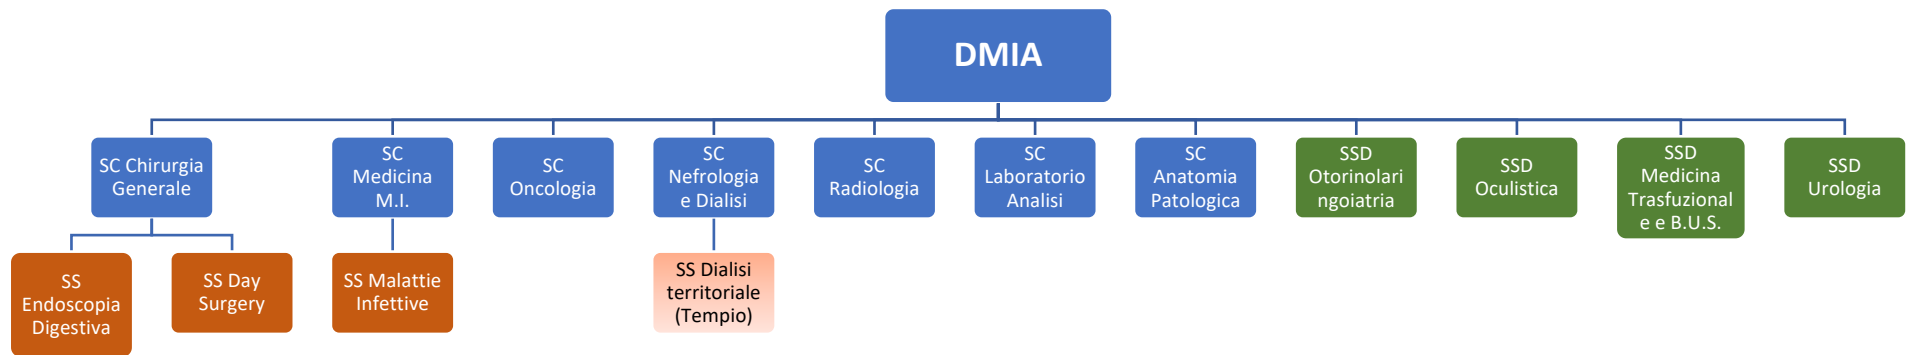 DMIA
SC Chirurgia
Generale
SC
Medicina
M.I.
SC
Oncologia
SC
Nefrologia
e Dialisi
SC
Radiologia
SC
Laboratorio
Analisi
SC
Anatomia
Patologica
SSD
Otorinolari
ngoiatria
SSD
Oculistica
SSD
Medicina
Trasfuzional
e e B.U.S.
SSD
Urologia
SS
Endoscopia
Digestiva
SS Day
Surgery
SS Malattie
Infettive
SS Dialisi
territoriale
(Tempio)